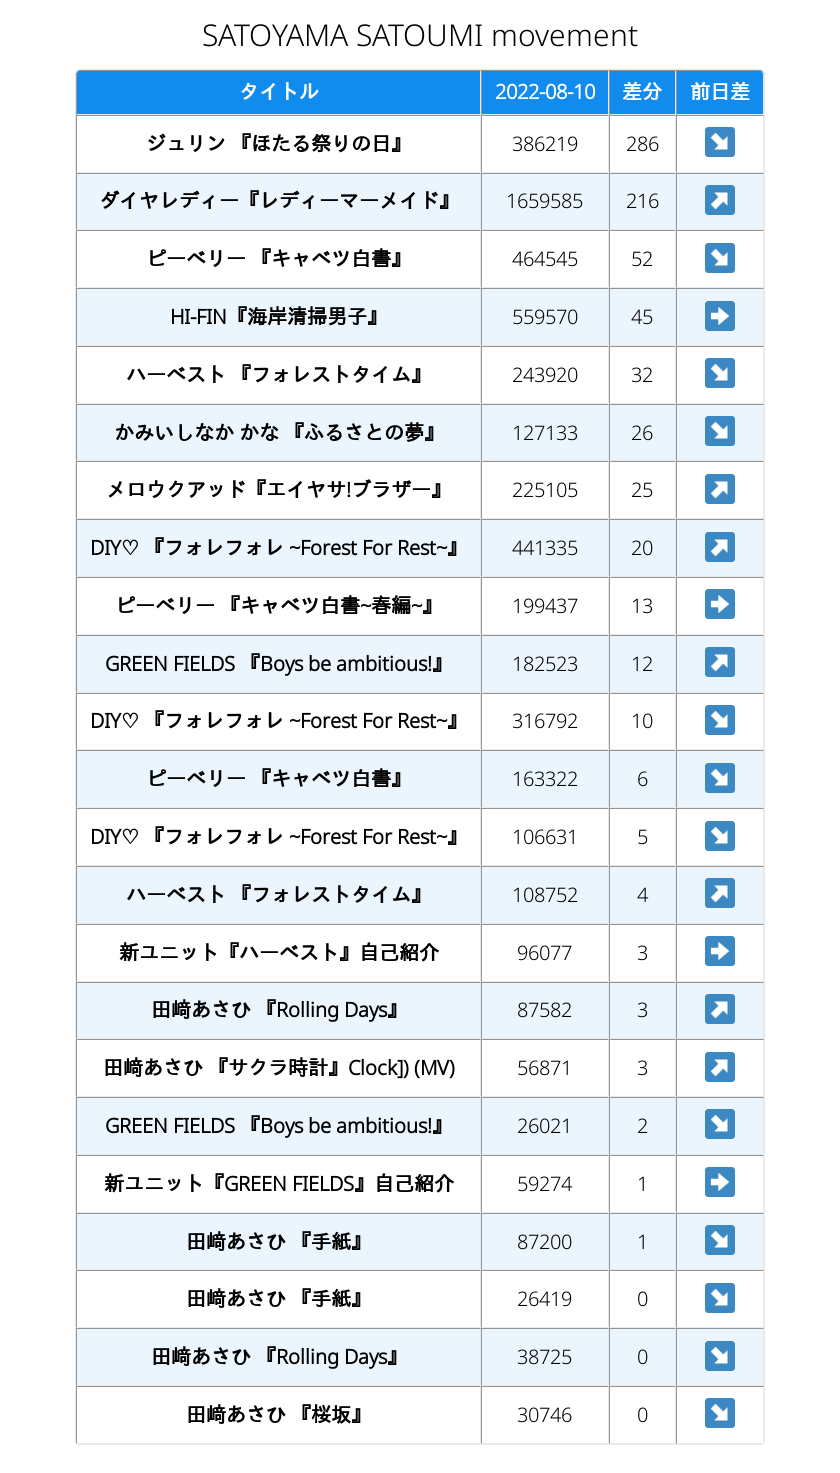 SATOYAMA SATOUMI movement
タイトル 2022-08-10 差分 前日差
ジュリン 『ほたる祭りの日』 386219 286 ↘
ダイヤレディー『レディーマーメイド』 1659585 216 ↗
ピーベリー 『キャベツ白書』 464545 52 ↘
HI-FIN『海岸清掃男子』 559570 45 ➡
ハーベスト 『フォレストタイム』 243920 32 ↘
かみいしなか かな 『ふるさとの夢』 127133 26 ↘
メロウクアッド『エイヤサ!ブラザー』 225105 25 ↗
DIY♡ 『フォレフォレ ~Forest For Rest~』 441335 20 ↗
ピーベリー 『キャベツ白書~春編~』 199437 13 ➡
GREEN FIELDS 『Boys be ambitious!』 182523 12 ↗
DIY♡ 『フォレフォレ ~Forest For Rest~』 316792 10 ↘
ピーベリー 『キャベツ白書』 163322 6 ↘
DIY♡ 『フォレフォレ ~Forest For Rest~』 106631 5 ↘
ハーベスト 『フォレストタイム』 108752 4 ↗
新ユニット『ハーベスト』自己紹介 96077 3 ➡
田﨑あさひ 『Rolling Days』 87582 3 ↗
田﨑あさひ 『サクラ時計』Clock]) (MV) 56871 3 ↗
GREEN FIELDS 『Boys be ambitious!』 26021 2 ↘
新ユニット『GREEN FIELDS』自己紹介 59274 1 ➡
田﨑あさひ 『手紙』 87200 1 ↘
田﨑あさひ 『手紙』 26419 0 ↘
田﨑あさひ 『Rolling Days』 38725 0 ↘
田﨑あさひ 『桜坂』 30746 0 ↘